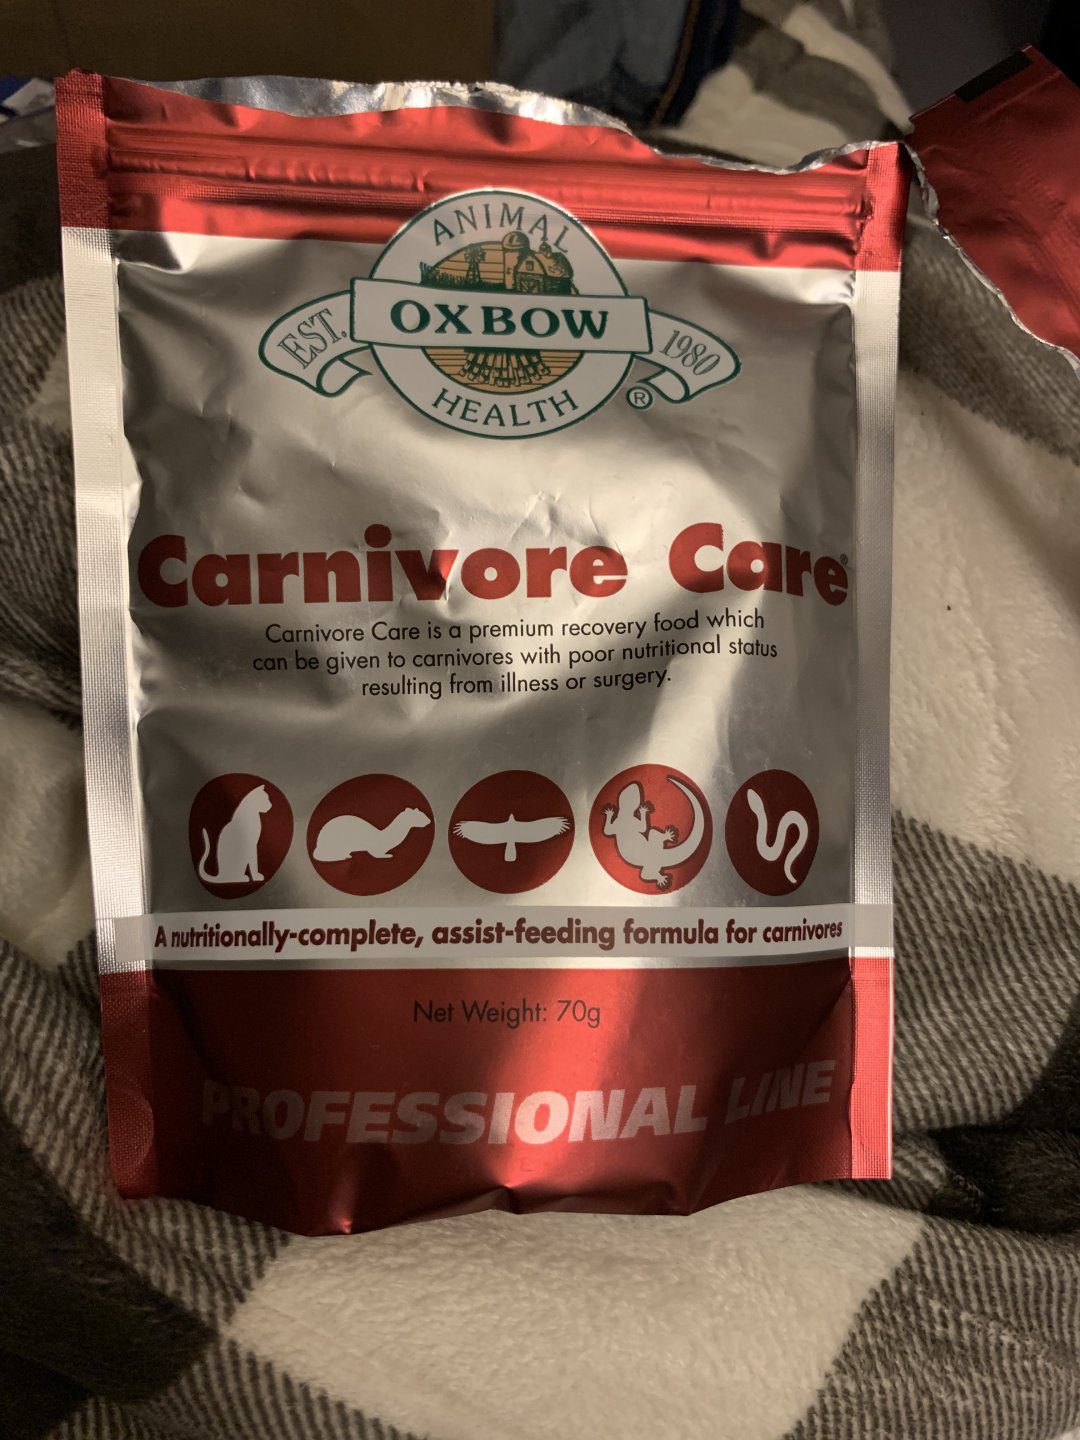 ANIMAL
EST. OXBOW 1980
HEALTH ®
Carnivore Care®
Carnivore Care is a premium recovery food which
can be given to carnivores with poor nutritional status
resulting from illness or surgery.
A nutritionally-complete, assist-feeding formula for carnivores
Net Weight: 70g
PROFESSIONAL LINE